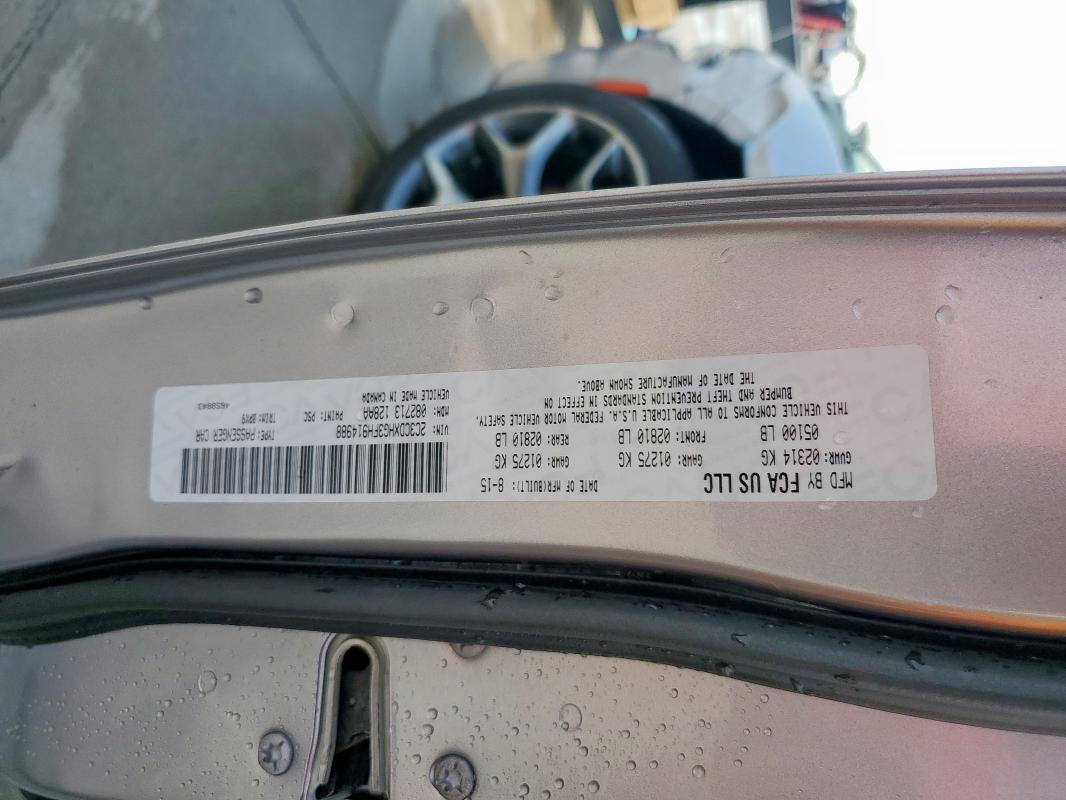 MFD BY FCA US LLC
DATE OF MFR(BUILT): 8-15
GVWR: 02314 KG
GAWR: 01275 KG
GAWR: 01275 KG
05100 LB
FRONT: 02810 LB
REAR: 02810 LB
THIS VEHICLE CONFORMS TO ALL APPLICABLE U.S.A. FEDERAL MOTOR VEHICLE SAFETY,
BUMPER AND THEFT PREVENTION STANDARDS IN EFFECT ON
THE DATE OF MANUFACTURE SHOWN ABOVE.
VIN: 2C3CDXHG3FH914988
TYPE: PASSENGER CAR
MDH: 082713 128AA
PAINT: PSC
TRIM: BRX9
VEHICLE MADE IN CANADA
4658843